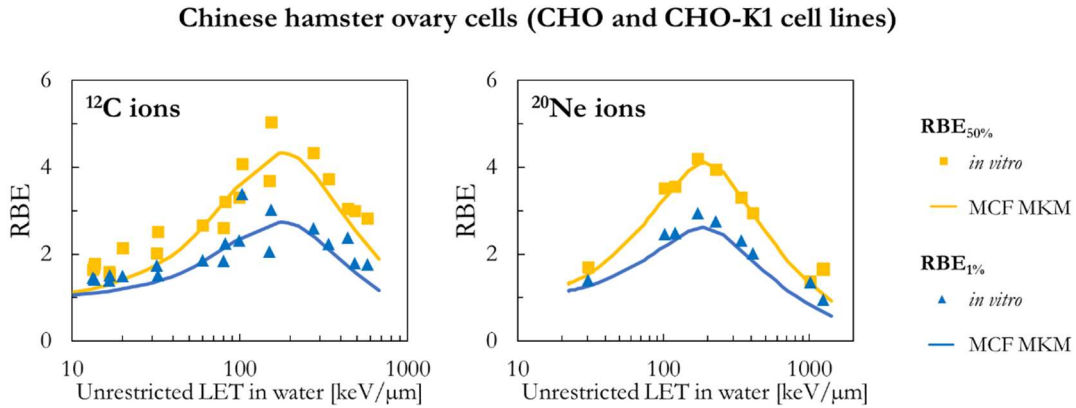 Chinese hamster ovary cells (CHO and CHO-K1 cell lines)
6
4
2
0
RBE
¹²C ions
10
100
1000
Unrestricted LET in water [keV/μm]
6
4
2
0
RBE
²⁰Ne ions
10
100
1000
Unrestricted LET in water [keV/μm]
RBE₅₀%
in vitro
MCF MKM
RBE₁%
in vitro
MCF MKM